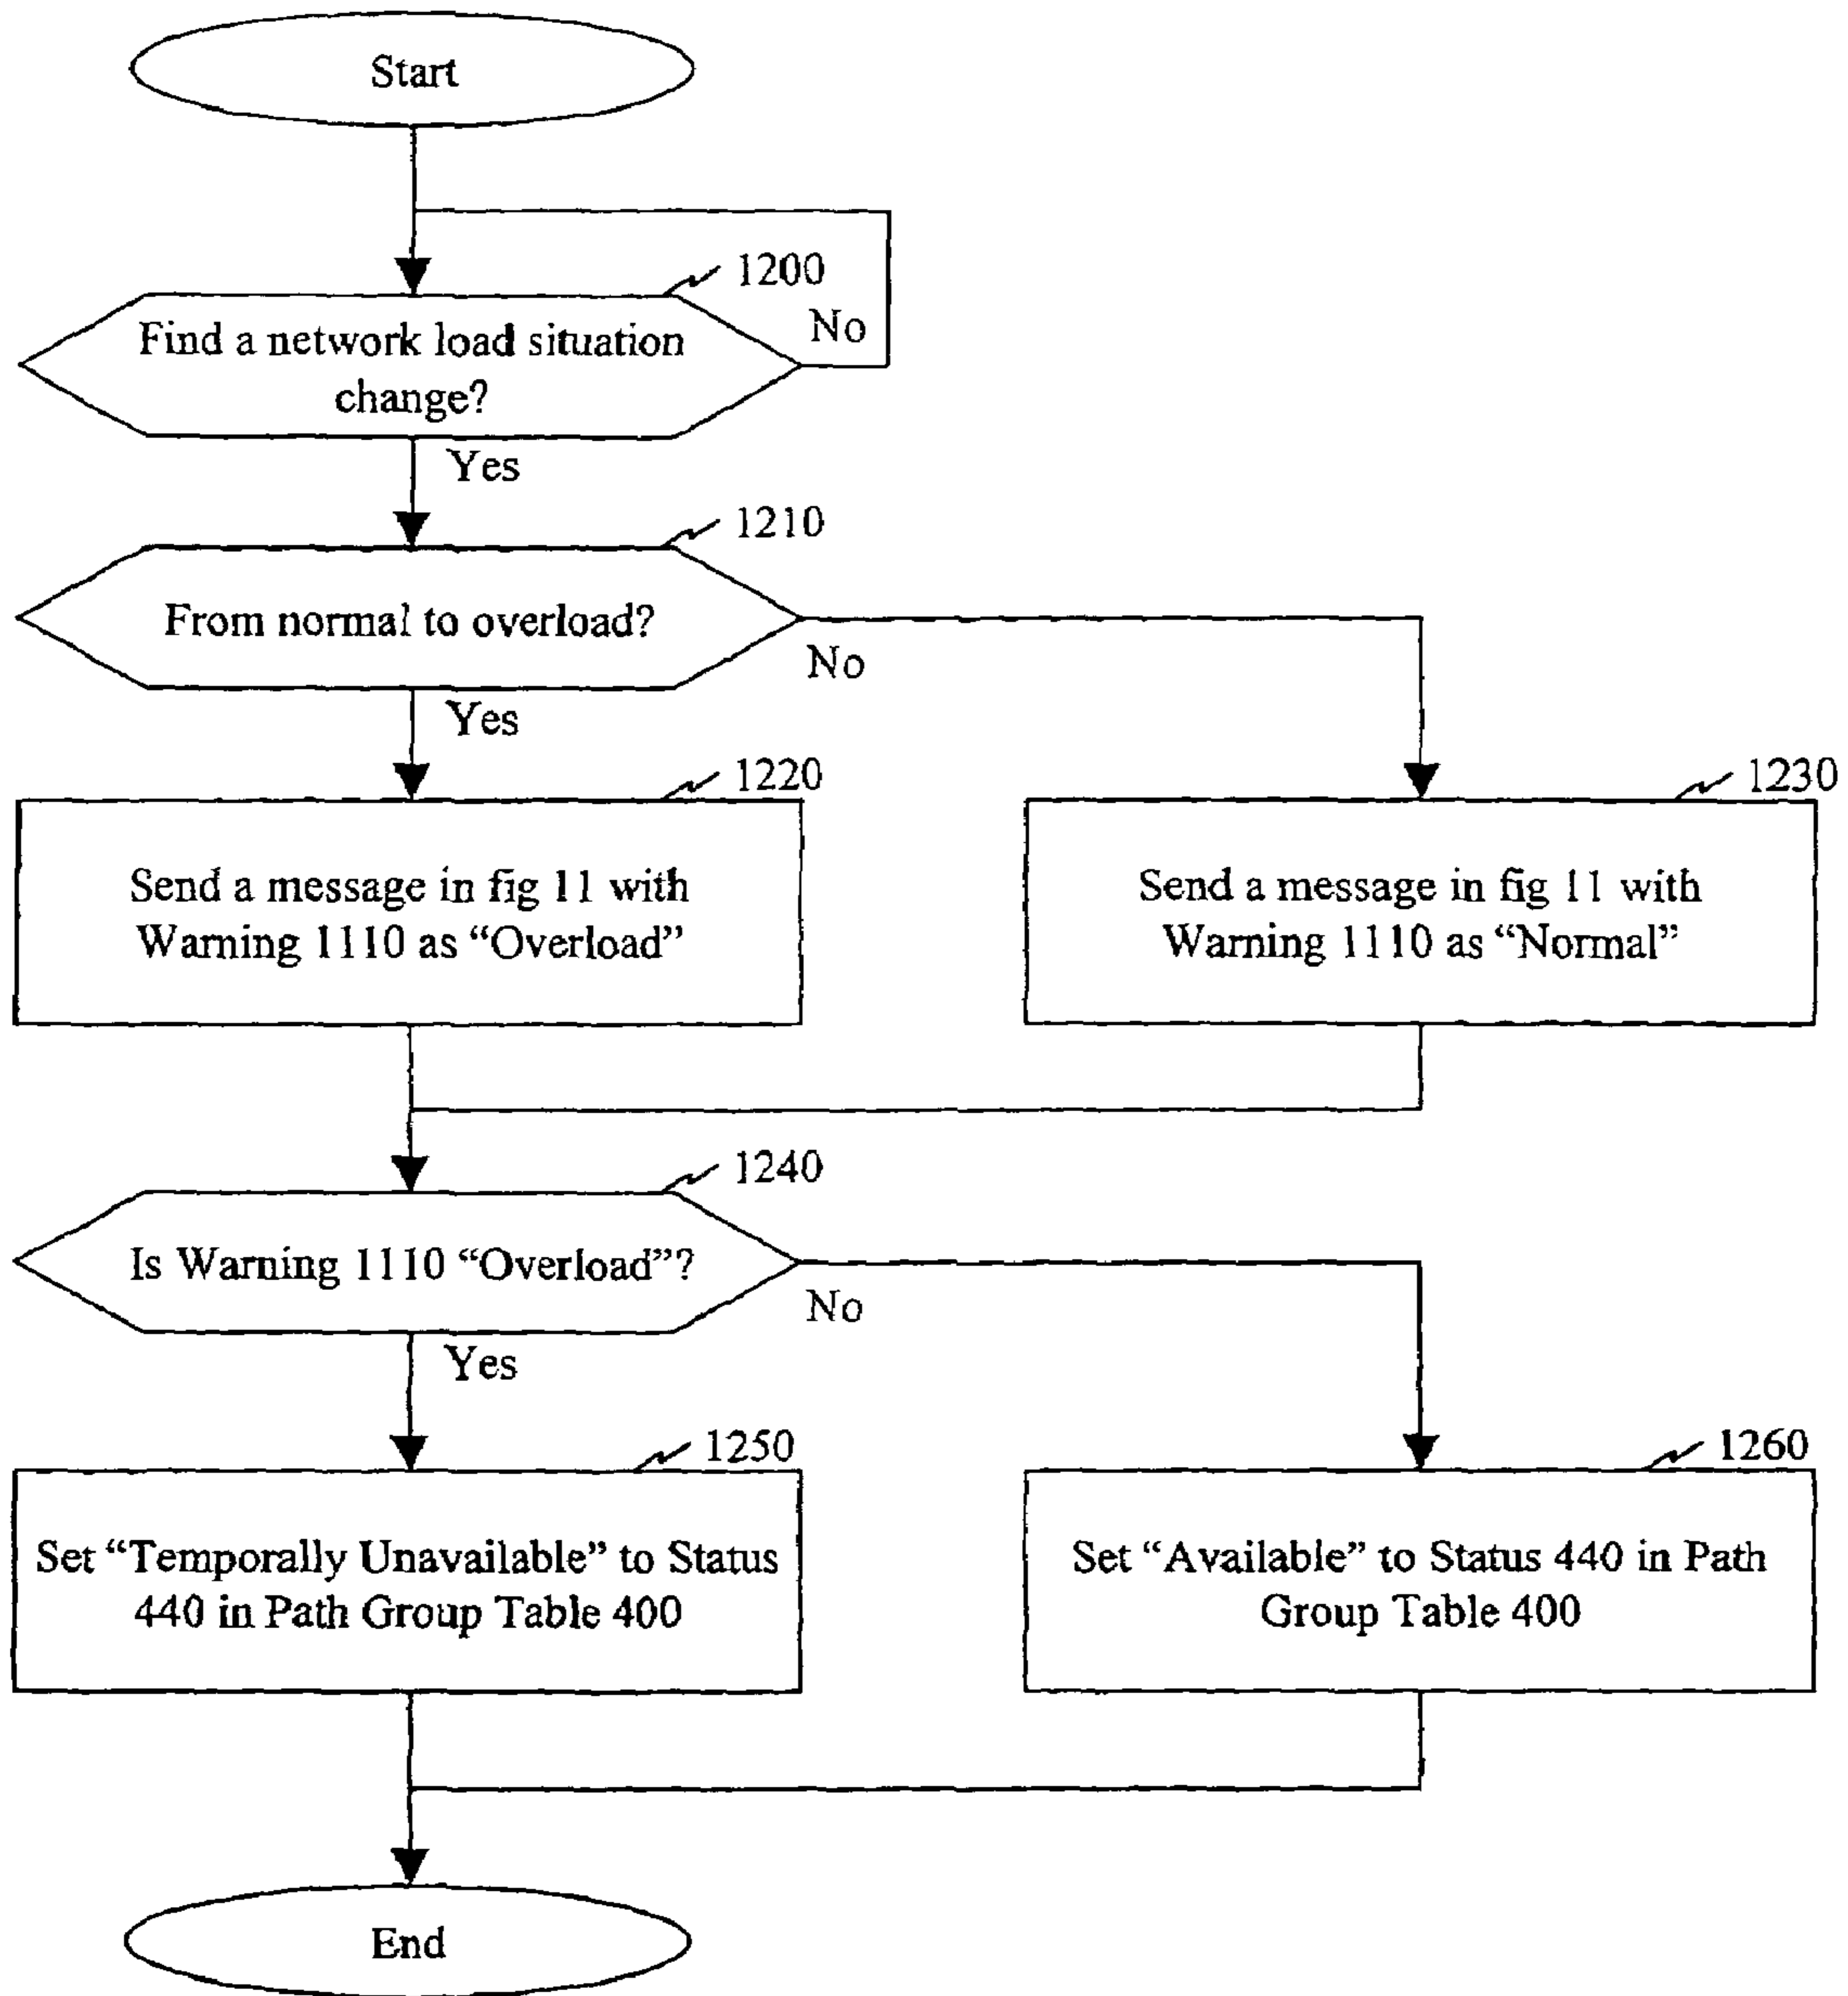 Start
1200
No
Find a network load situation
change?
Yes
1210
From normal to overload?
No
Yes
1220
1230
Send a message in fig 11 with
Warning 1110 as “Overload”
Send a message in fig 11 with
Warning 1110 as “Normal”
1240
Is Warning 1110 “Overload”?
No
Yes
1250
1260
Set “Temporally Unavailable” to Status
440 in Path Group Table 400
Set “Available” to Status 440 in Path
Group Table 400
End